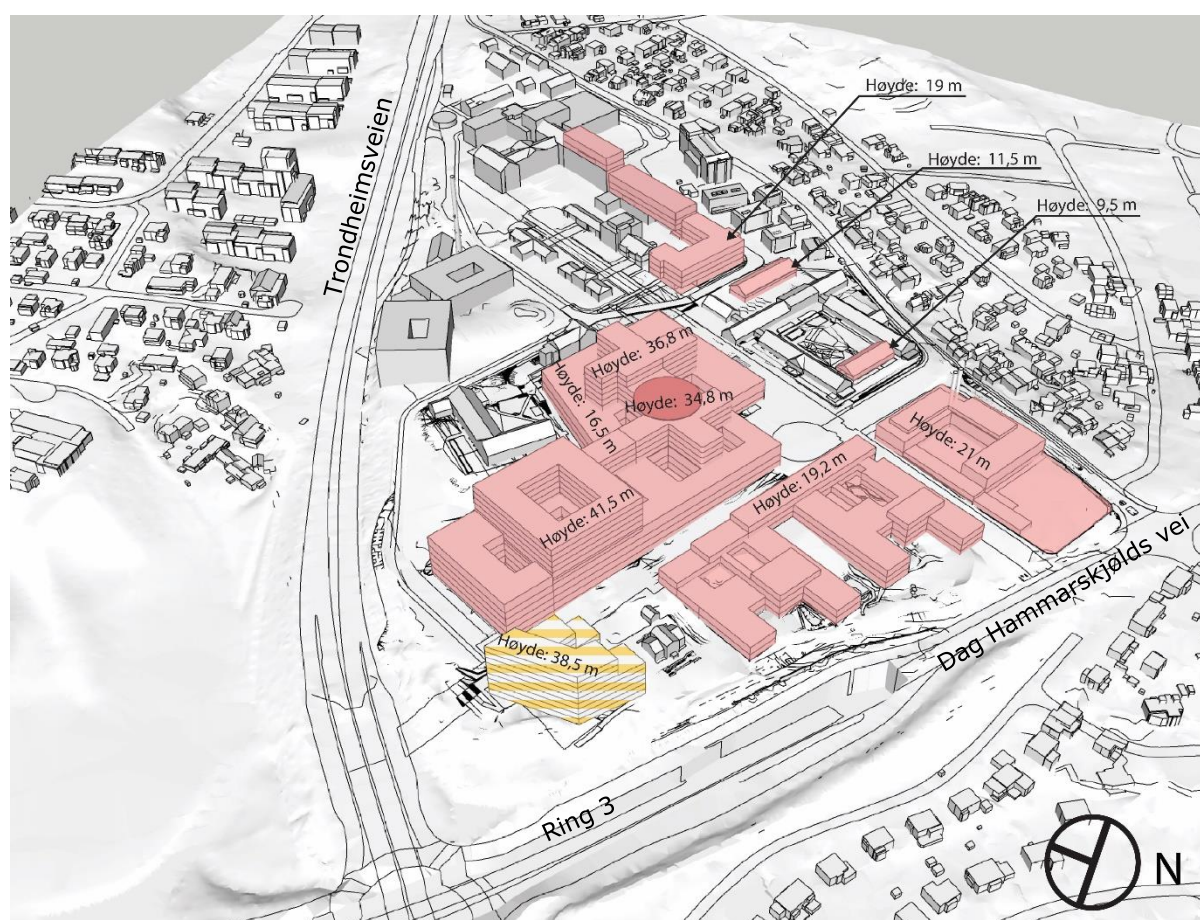 Høyde: 19 m
Høyde: 11,5 m
Høyde: 9,5 m
Trondheimsveien
Høyde: 36,8 m
Høyde: 16,5 m
Høyde: 34,8 m
Høyde: 21 m
Høyde: 19,2 m
Høyde: 41,5 m
Høyde: 38,5 m
Dag Hammarskjølds vei
Ring 3
N